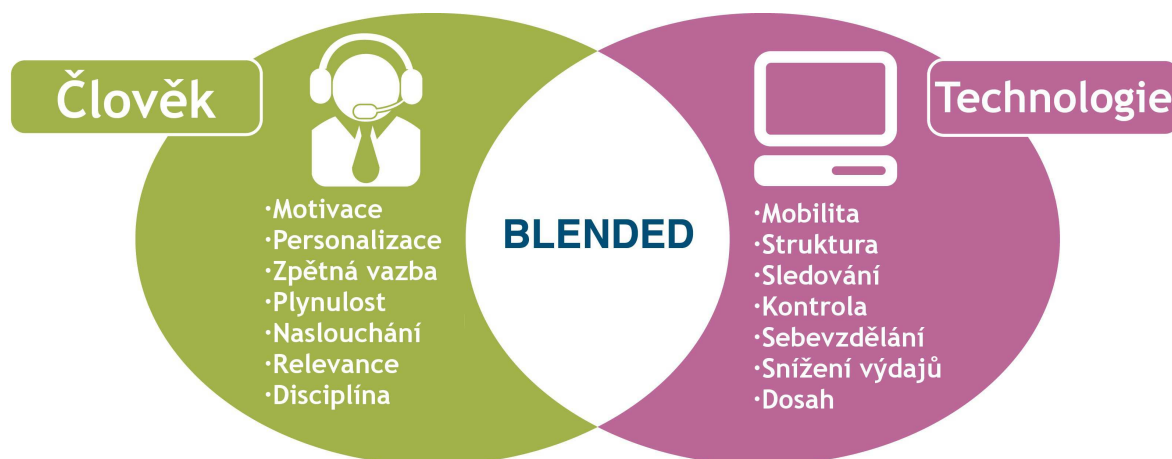 Člověk
·Motivace
·Personalizace
·Zpětná vazba
·Plynulost
·Naslouchání
·Relevance
·Disciplína
BLENDED
Technologie
·Mobilita
·Struktura
·Sledování
·Kontrola
·Sebevzdělání
·Snížení výdajů
·Dosah